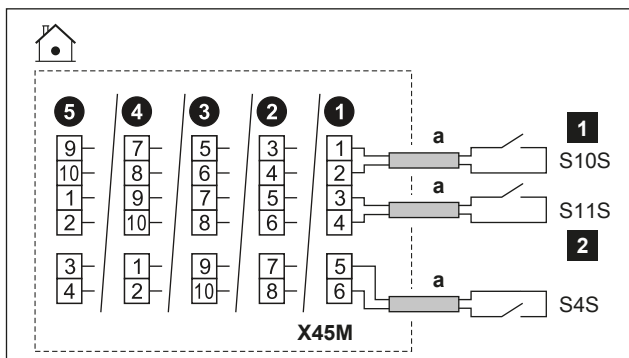 5 4 3 2 1
9 7 5 3 1 a 1
10 8 6 4 2 S10S
1 9 7 5 3 a S11S
2 10 8 6 4
2
3 1 9 7 5 a
4 2 10 8 6 S4S
X45M